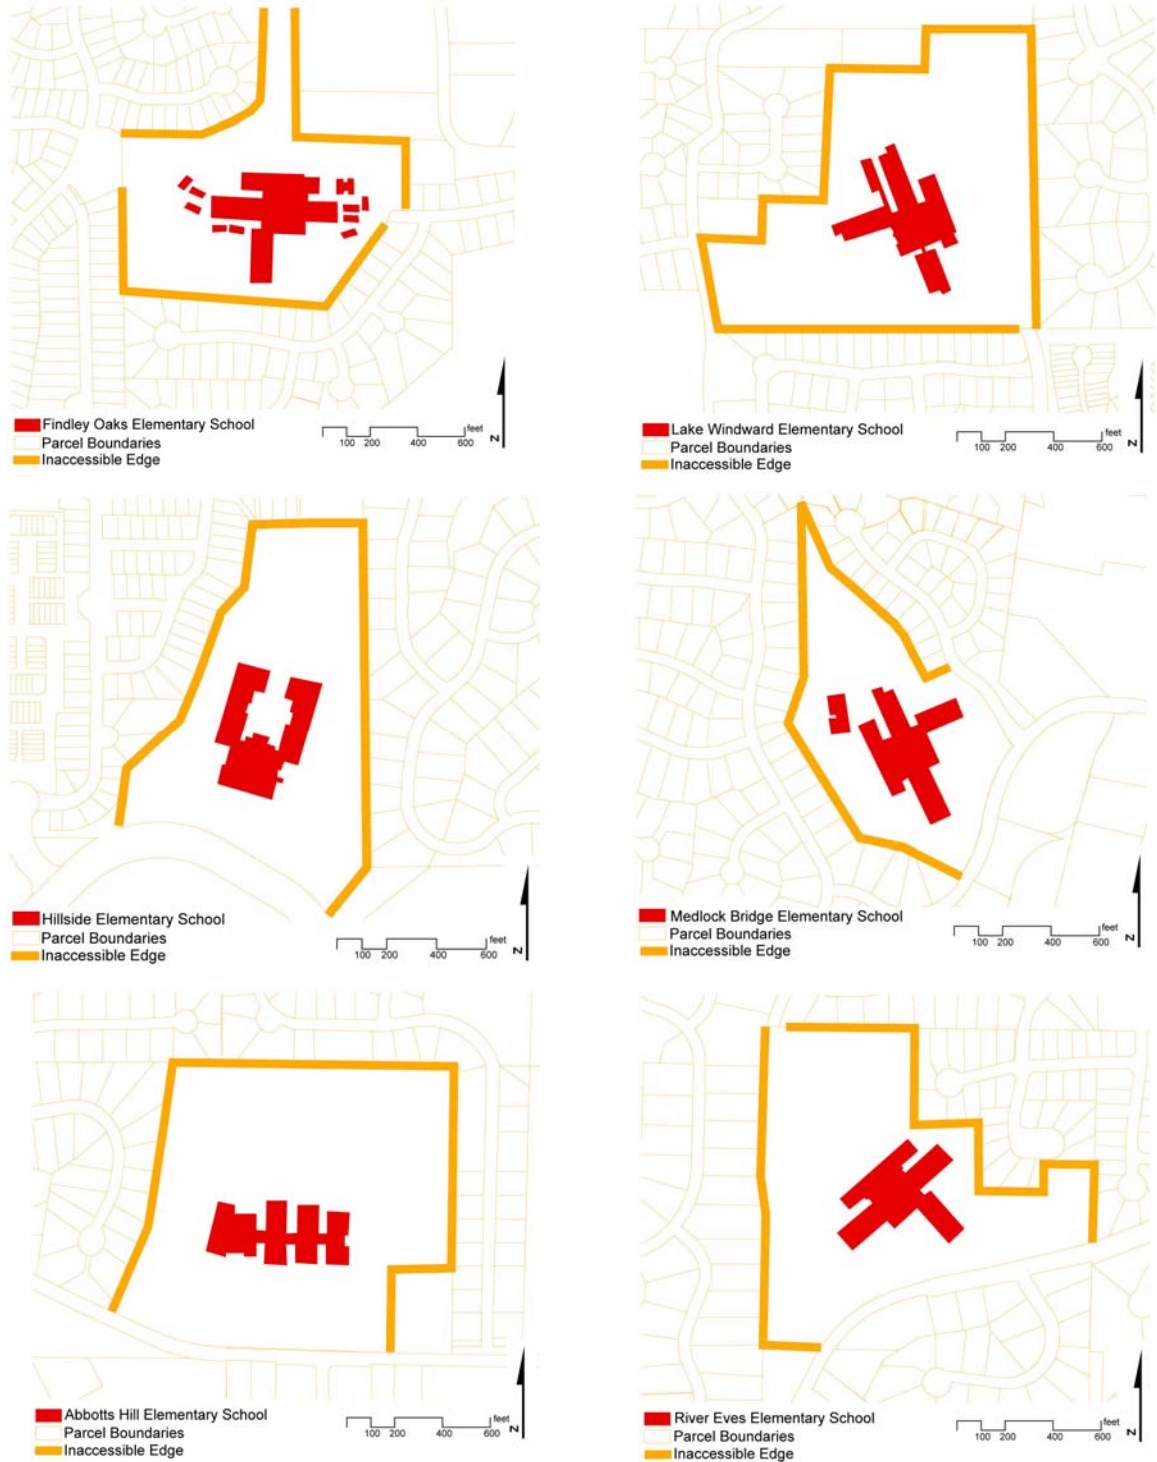 Findley Oaks Elementary School
Parcel Boundaries
Inaccessible Edge
feet
100 200 400 600
N
Lake Windward Elementary School
Parcel Boundaries
Inaccessible Edge
feet
100 200 400 600
N
Hillside Elementary School
Parcel Boundaries
Inaccessible Edge
feet
100 200 400 600
N
Medlock Bridge Elementary School
Parcel Boundaries
Inaccessible Edge
feet
100 200 400 600
N
Abbotts Hill Elementary School
Parcel Boundaries
Inaccessible Edge
feet
100 200 400 600
N
River Eves Elementary School
Parcel Boundaries
Inaccessible Edge
feet
100 200 400 600
N